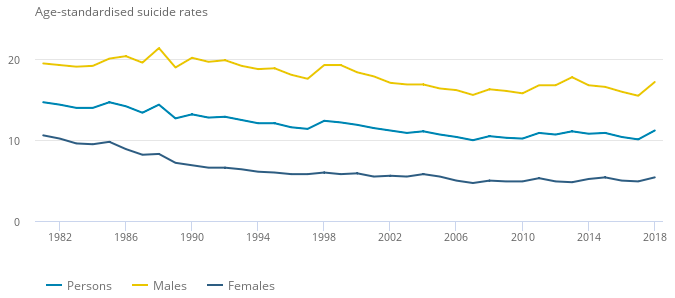 Age-standardised suicide rates
20
10
0
1982 1986 1990 1994 1998 2002 2006 2010 2014 2018
Persons Males Females